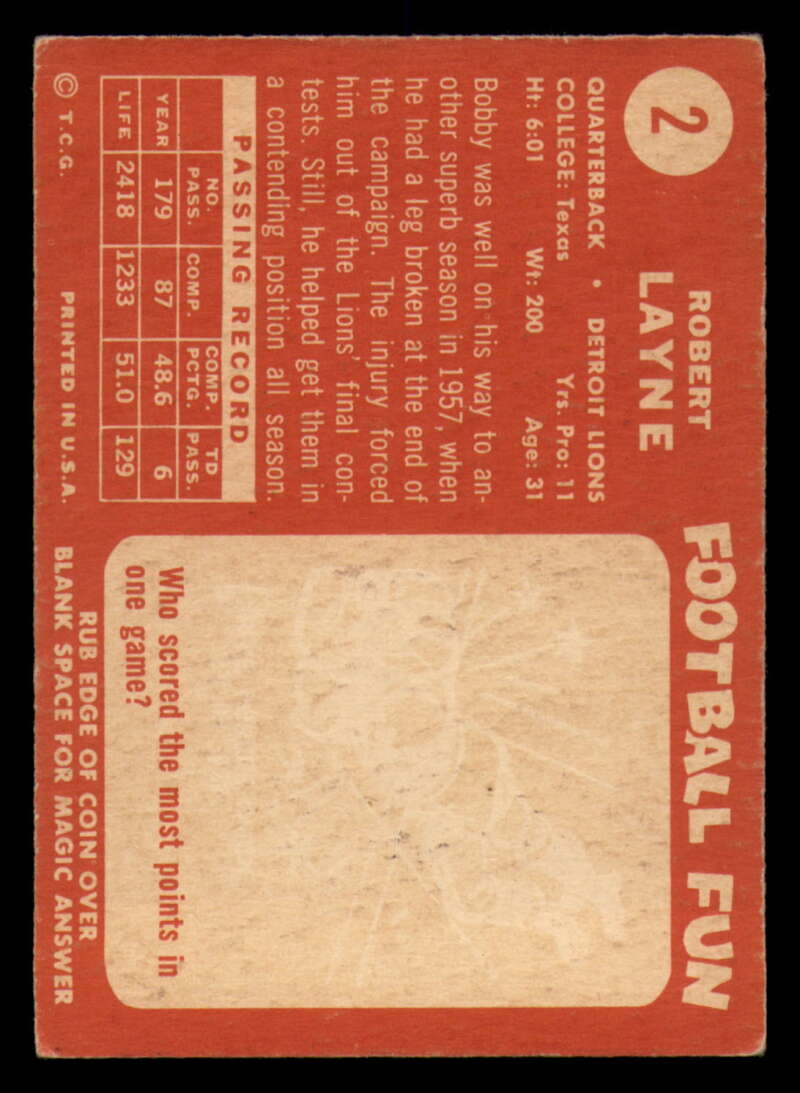 2
ROBERT
LAYNE
QUARTERBACK • DETROIT LIONS
COLLEGE: Texas Yrs. Pro: 11
Ht: 6:01 Wt: 200 Age: 31
Bobby was well on his way to an-
other superb season in 1957, when
he had a leg broken at the end of
the campaign. The injury forced
him out of the Lions' final con-
tests. Still, he helped get them in
a contending position all season.
PASSING RECORD
NO. PASS. COMP. COMP. PCTG. TD PASS.
YEAR 179 87 48.6 6
LIFE 2418 1233 51.0 129
© T.C.G. PRINTED IN U.S.A.
FOOTBALL FUN
Who scored the most points in
one game?
RUB EDGE OF COIN OVER
BLANK SPACE FOR MAGIC ANSWER